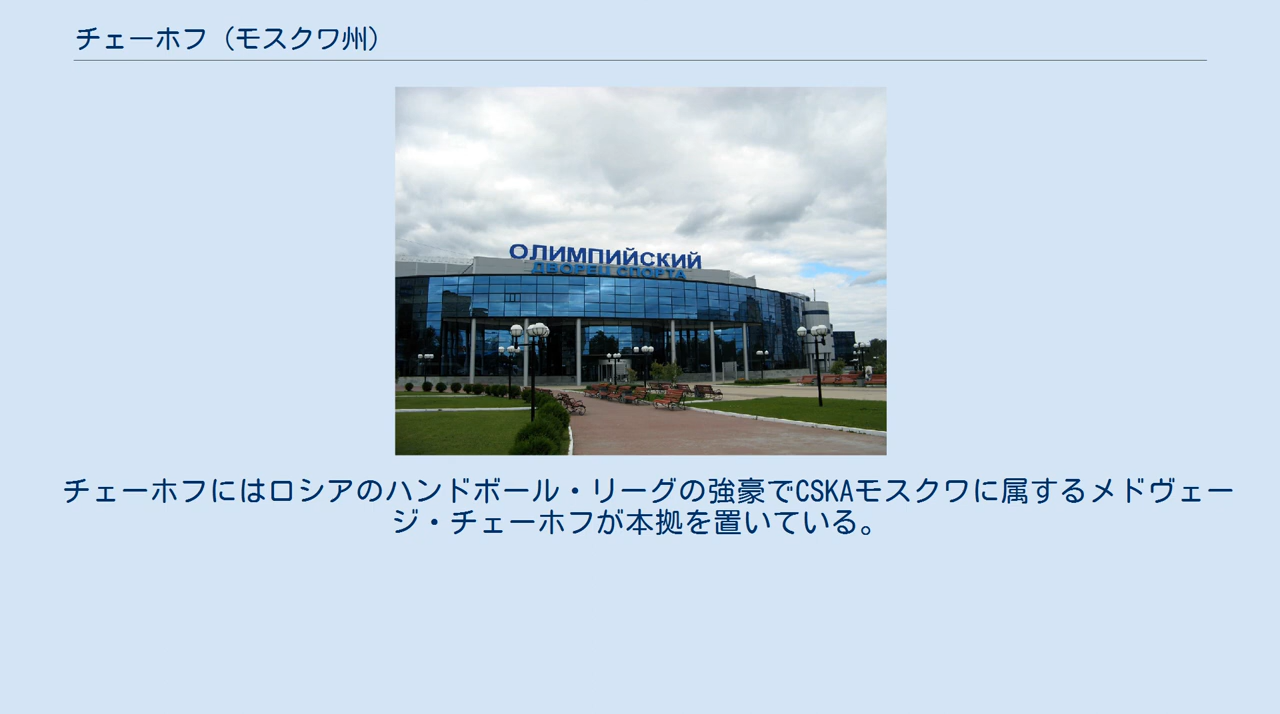 チェーホフ（モスクワ州）
ОЛИМПИЙСКИЙ
ДВОРЕЦ СПОРТА
チェーホフにはロシアのハンドボール・リーグの強豪でCSKAモスクワに属するメドヴェー
ジ・チェーホフが本拠を置いている。